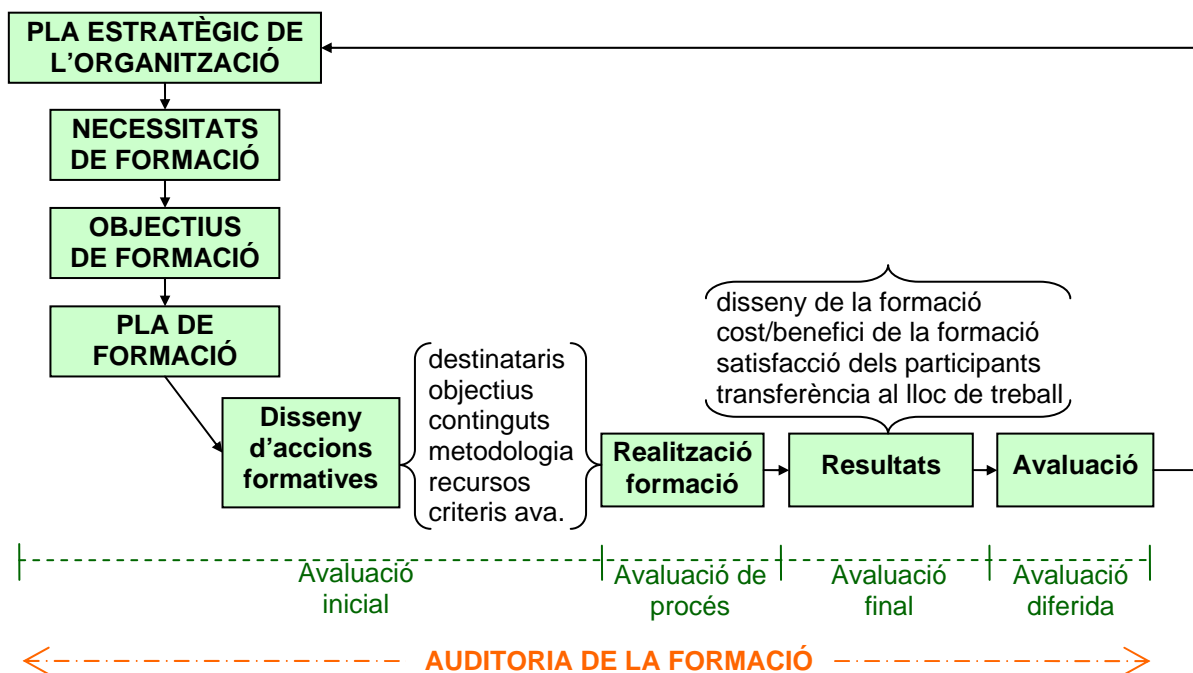 PLA ESTRATÈGIC DE
L’ORGANITZACIÓ
NECESSITATS
DE FORMACIÓ
OBJECTIUS
DE FORMACIÓ
PLA DE
FORMACIÓ
Disseny
d’accions
formatives
destinataris
objectius
continguts
metodologia
recursos
criteris ava.
Realització
formació
disseny de la formació
cost/benefici de la formació
satisfacció dels participants
transferència al lloc de treball
Resultats
Avaluació
Avaluació
inicial
Avaluació de
procés
Avaluació
final
Avaluació
diferida
AUDITORIA DE LA FORMACIÓ